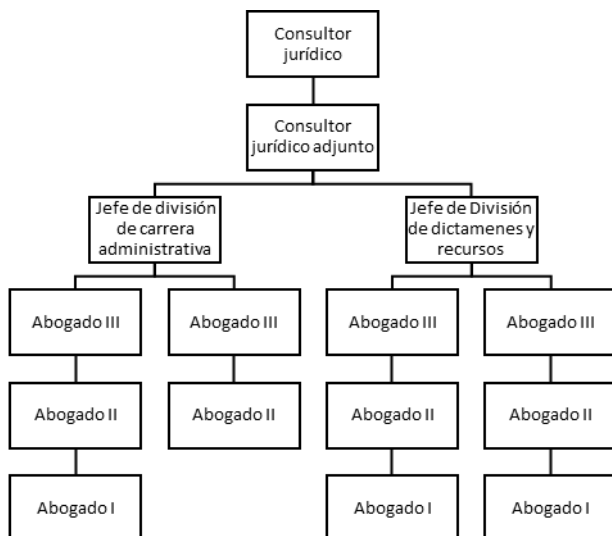 Consultor
jurídico
Consultor
jurídico adjunto
Jefe de división
de carrera
administrativa
Jefe de División
de dictamenes y
recursos
Abogado III
Abogado III
Abogado III
Abogado III
Abogado II
Abogado II
Abogado II
Abogado II
Abogado I
Abogado I
Abogado I